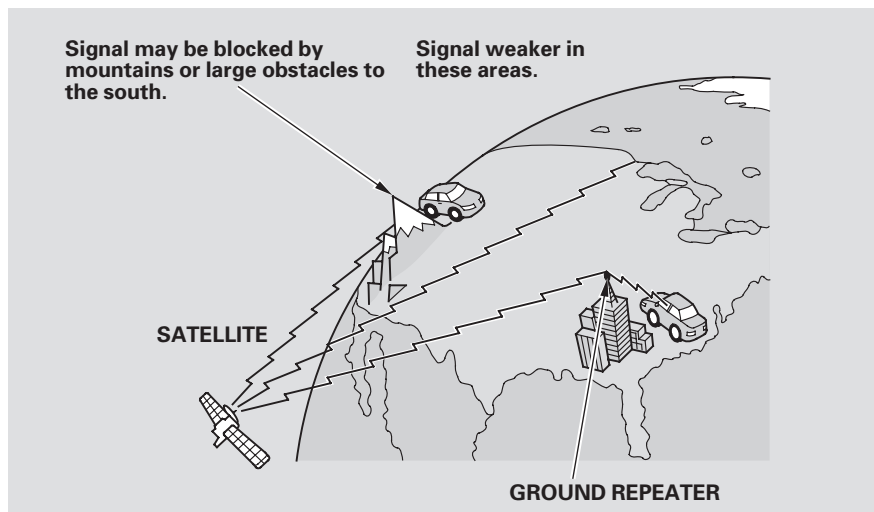 Signal may be blocked by
mountains or large obstacles to
the south.
Signal weaker in
these areas.
SATELLITE
GROUND REPEATER